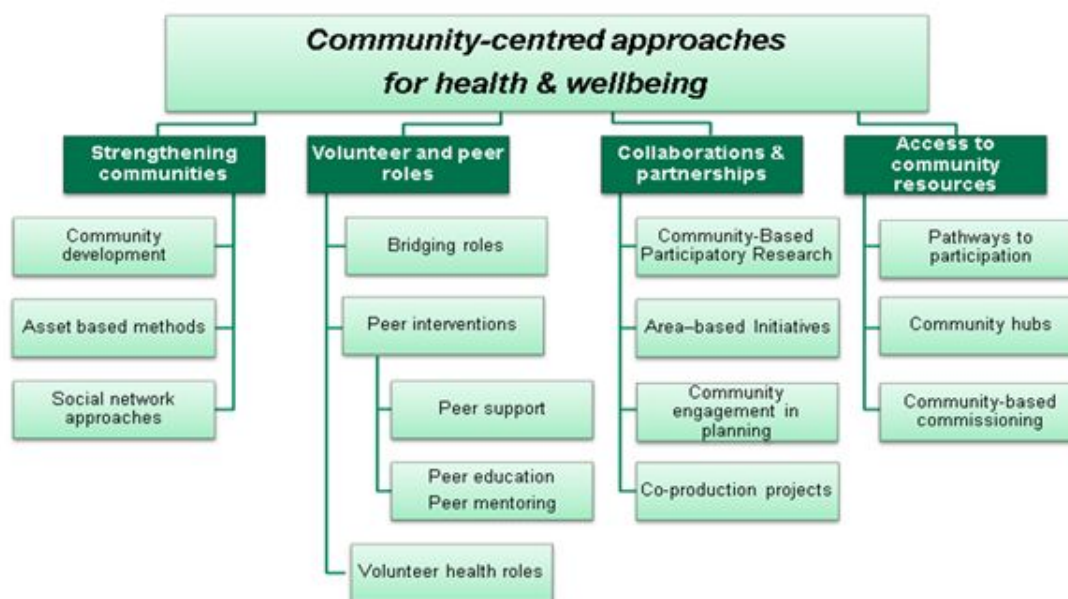 Community-centred approaches
for health & wellbeing
Strengthening
communities
Community
development
Asset based methods
Social network
approaches
Volunteer and peer
roles
Bridging roles
Peer interventions
Peer support
Peer education
Peer mentoring
Volunteer health roles
Collaborations &
partnerships
Community-Based
Participatory Research
Area–based Initiatives
Community
engagement in
planning
Co-production projects
Access to
community
resources
Pathways to
participation
Community hubs
Community-based
commissioning